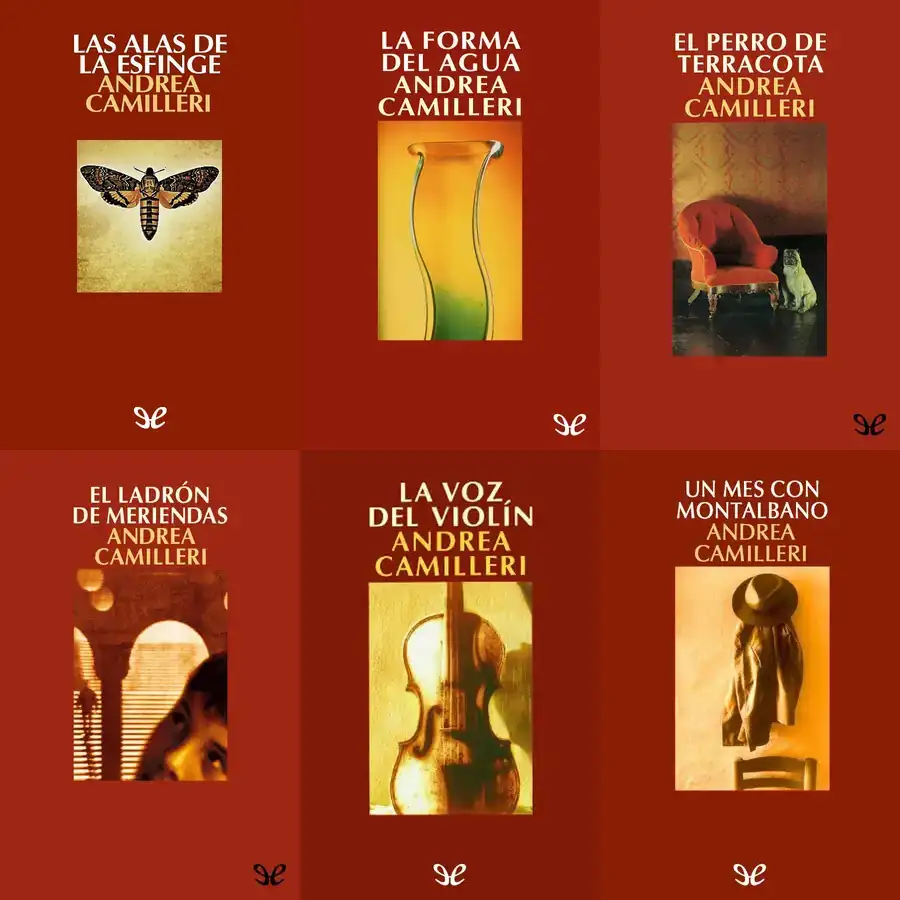 LAS ALAS DE
LA ESFINGE
ANDREA
CAMILLERI
LA FORMA
DEL AGUA
ANDREA
CAMILLERI
EL PERRO DE
TERRACOTA
ANDREA
CAMILLERI
EL LADRÓN
DE MERIENDAS
ANDREA
CAMILLERI
LA VOZ
DEL VIOLÍN
ANDREA
CAMILLERI
UN MES CON
MONTALBANO
ANDREA
CAMILLERI